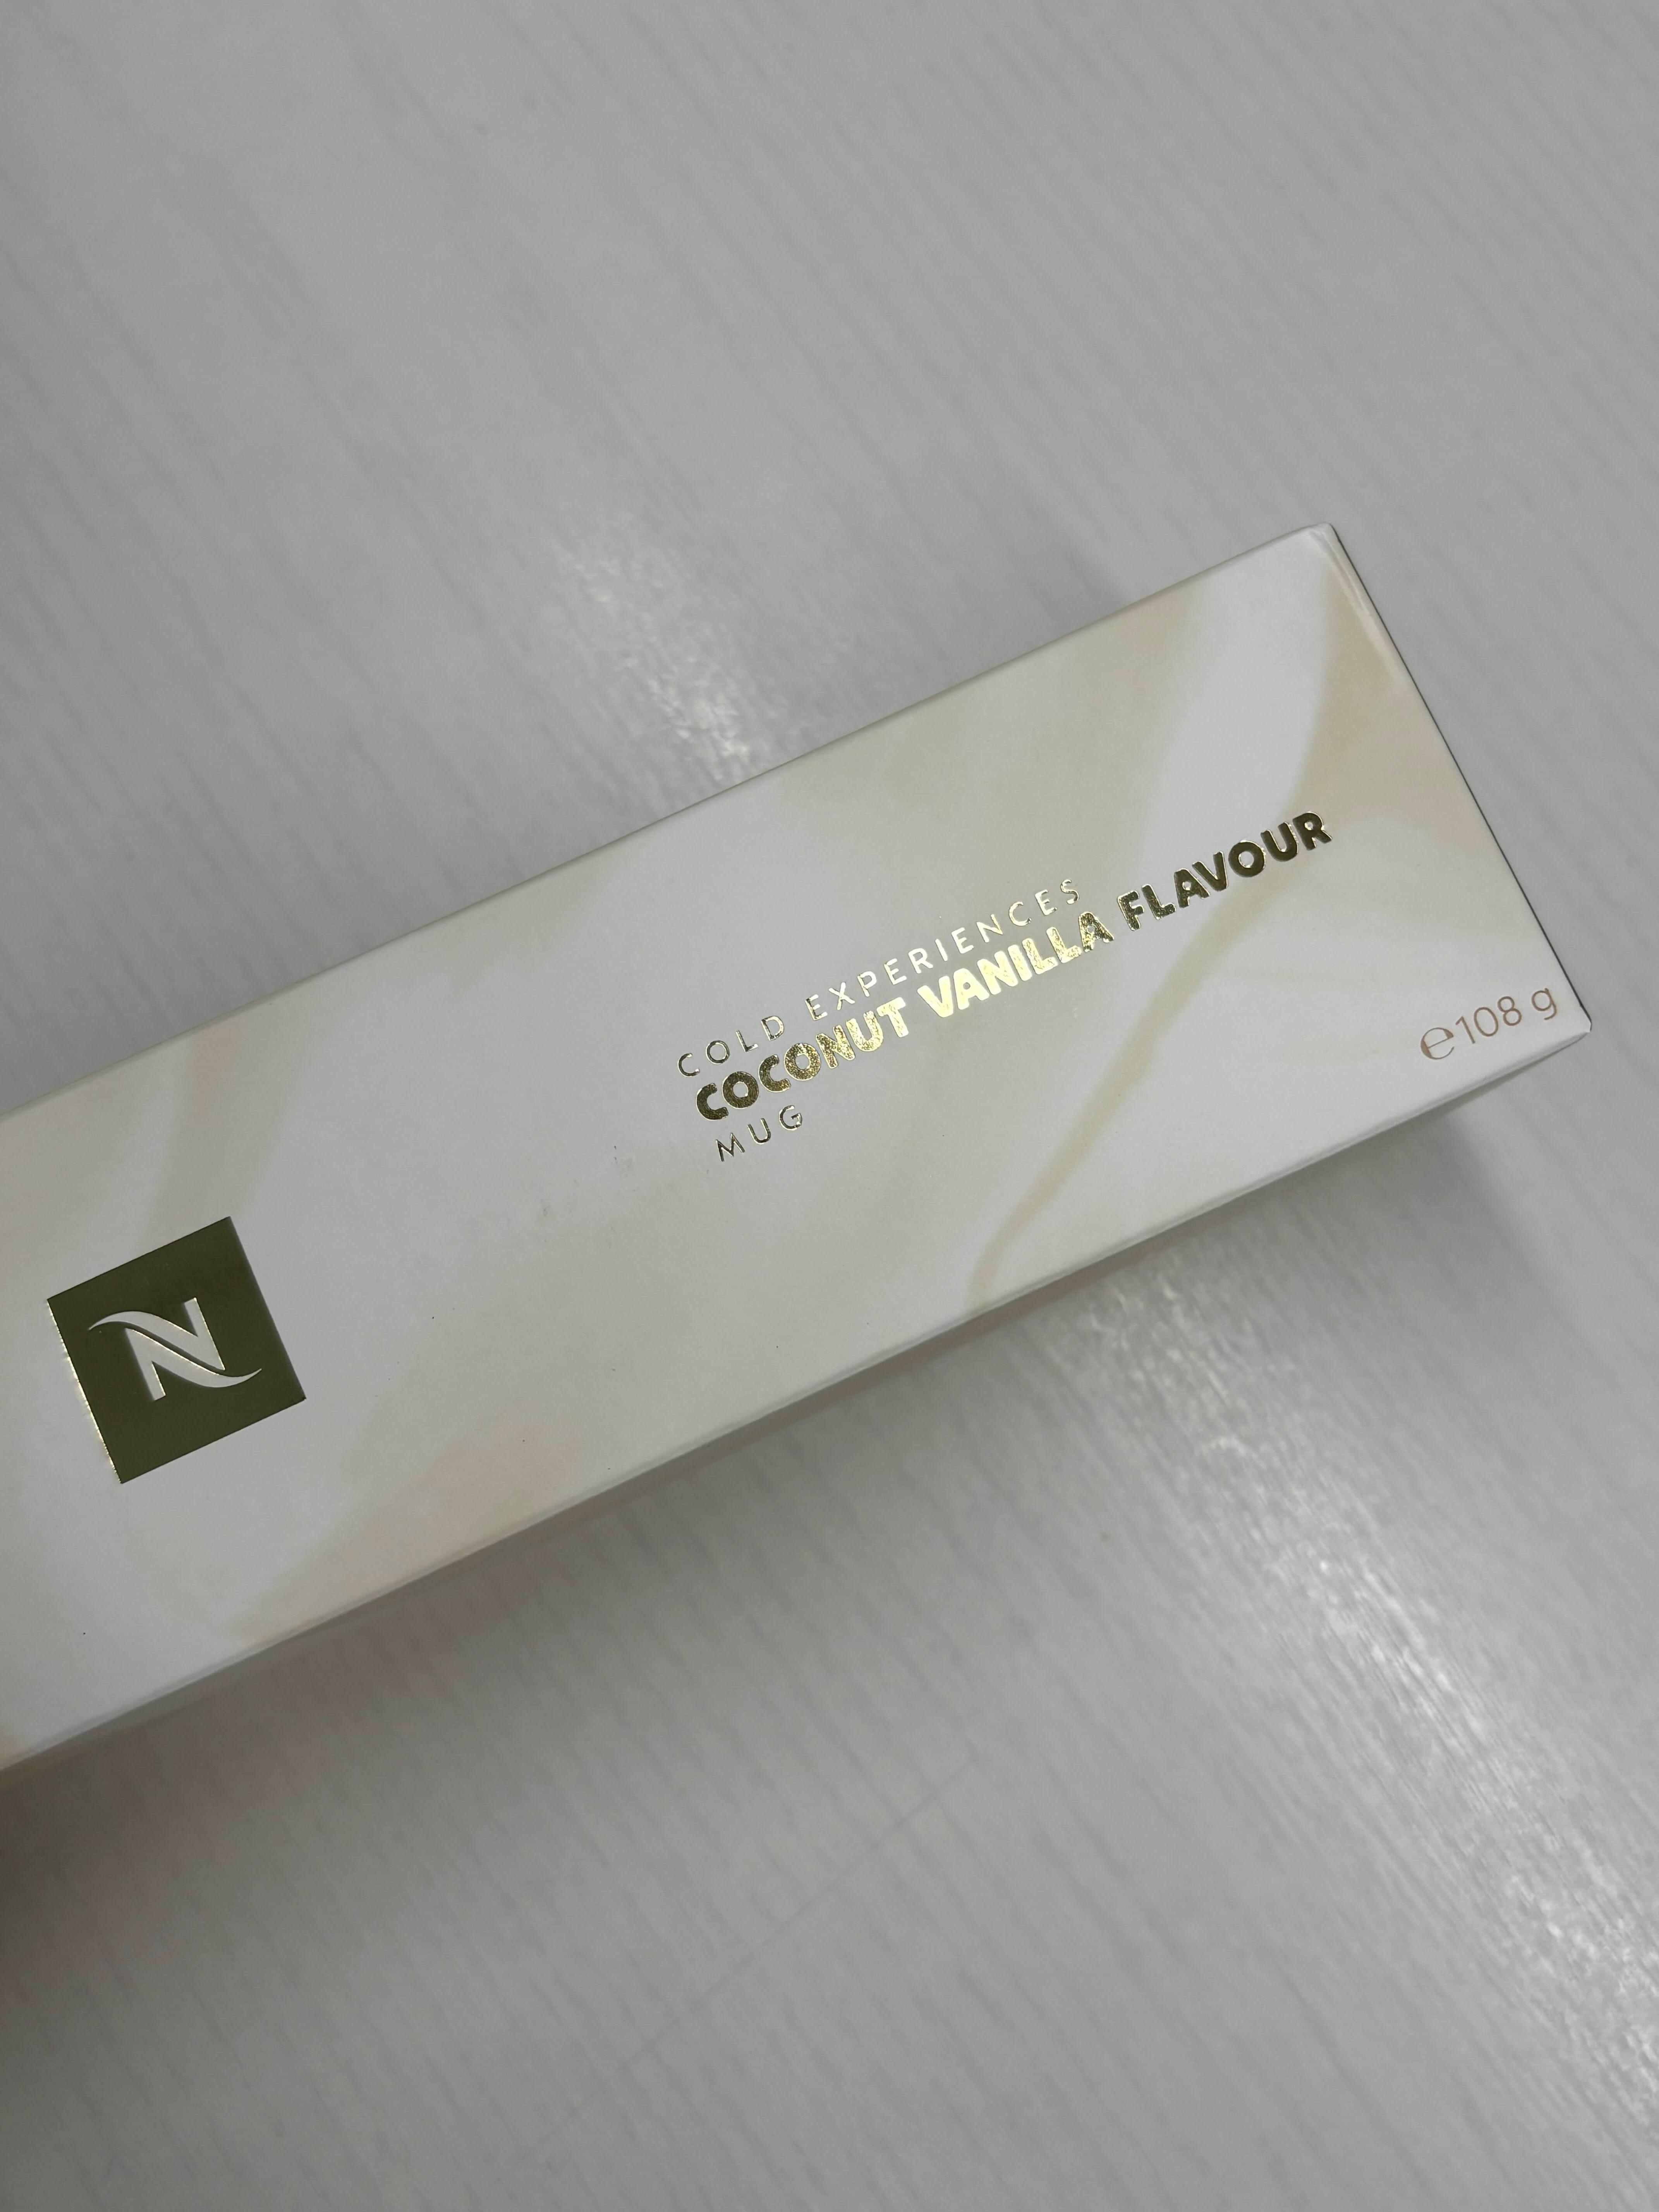 COLD EXPERIENCES
COCONUT VANILLA FLAVOUR
MUG
℮108 g
N